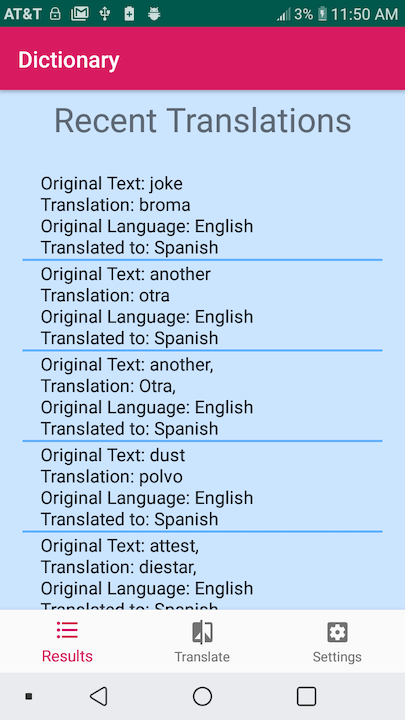 AT&T 3% 11:50 AM
Dictionary
Recent Translations
Original Text: joke
Translation: broma
Original Language: English
Translated to: Spanish
Original Text: another
Translation: otra
Original Language: English
Translated to: Spanish
Original Text: another,
Translation: Otra,
Original Language: English
Translated to: Spanish
Original Text: dust
Translation: polvo
Original Language: English
Translated to: Spanish
Original Text: attest,
Translation: diestar,
Original Language: English
Translated to: Spanish
Results Translate Settings